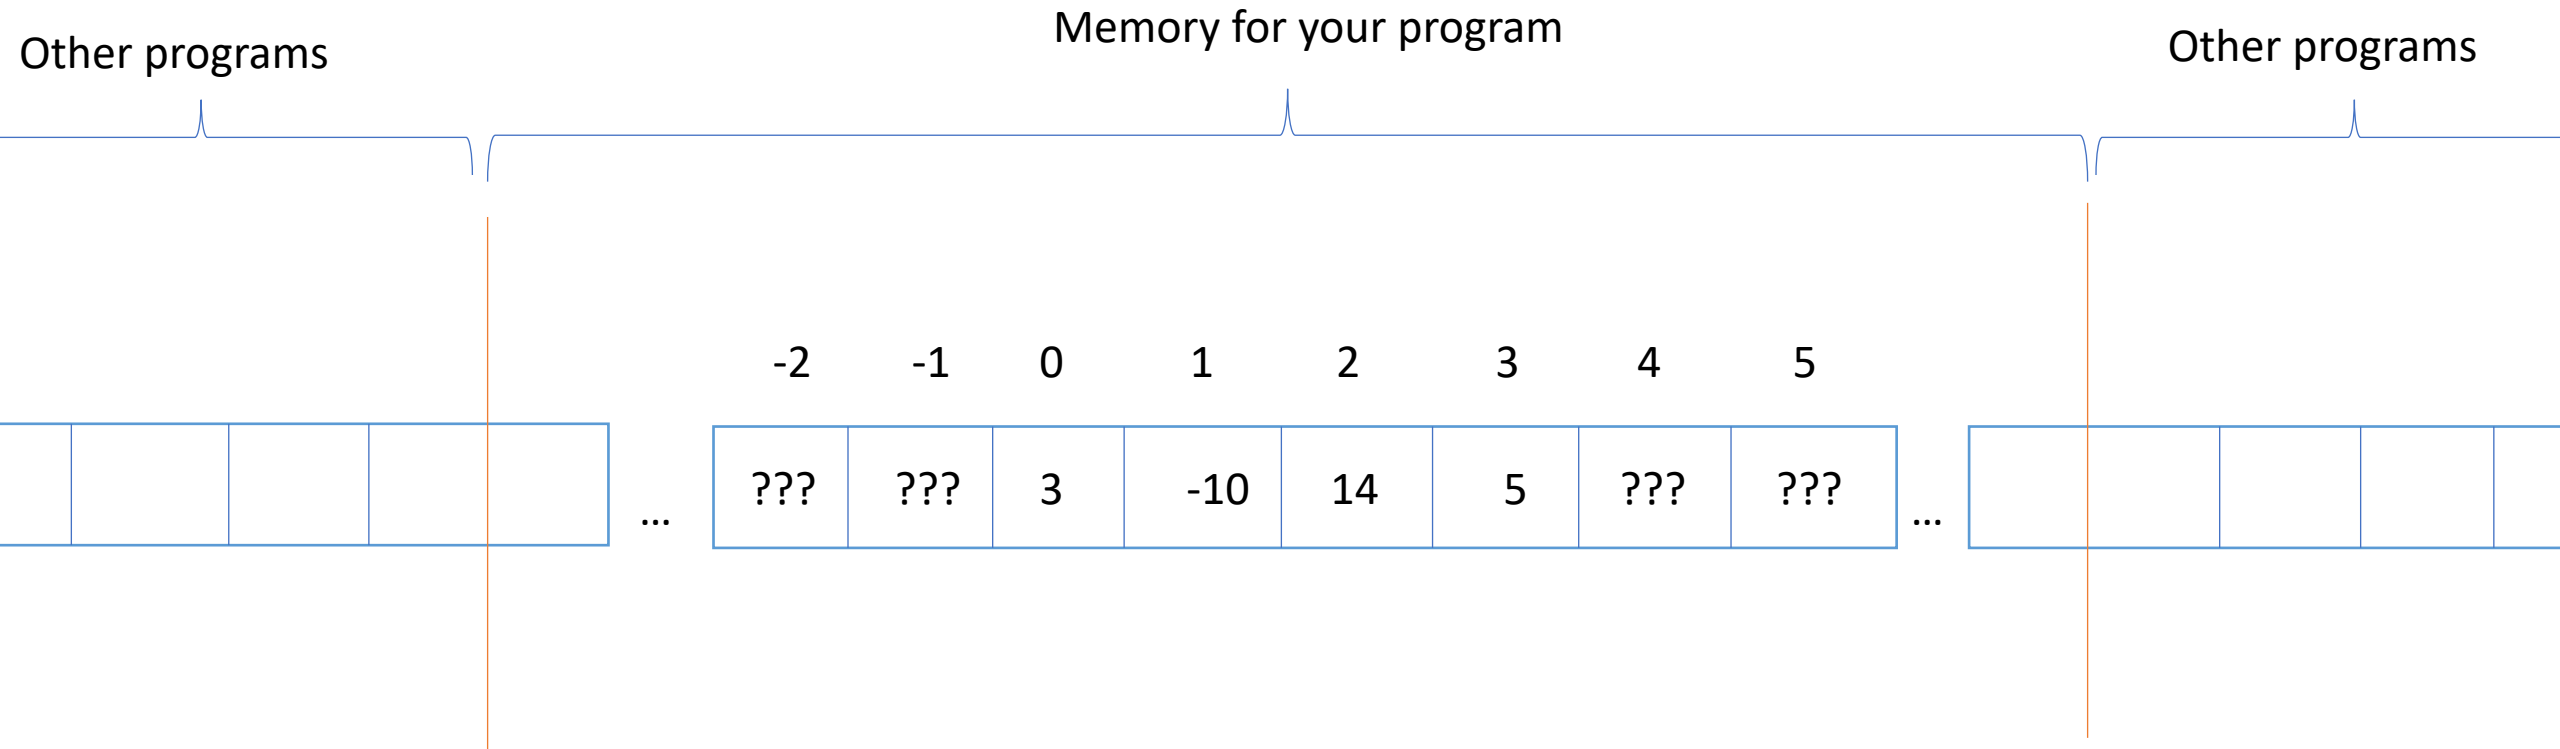 Other programs
Memory for your program
Other programs
-2 -1 0 1 2 3 4 5
??? ??? 3 -10 14 5 ??? ???
... ...